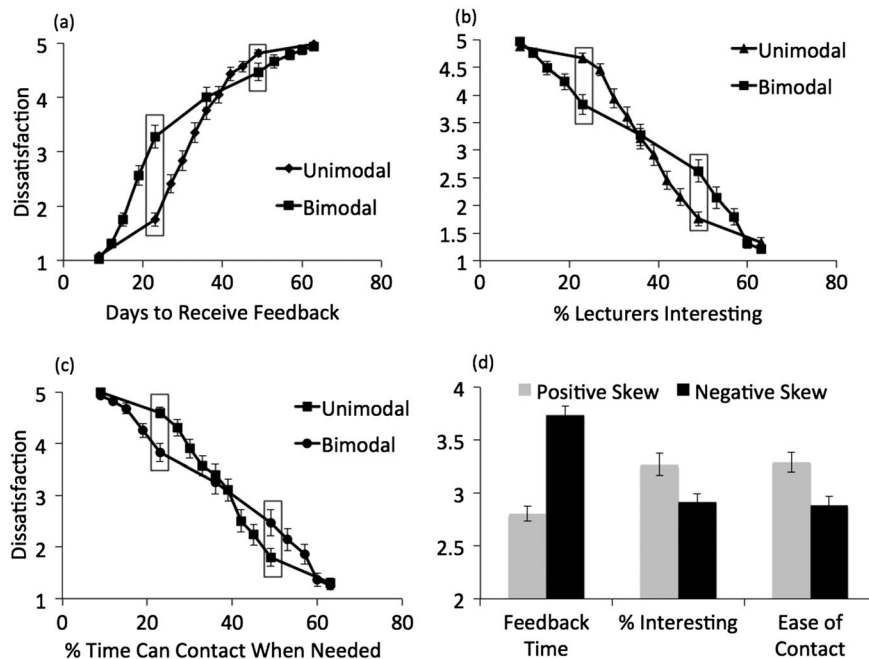 (a)
5
4
3
2
1
0 20 40 60 80
Dissatisfaction
Days to Receive Feedback
Unimodal
Bimodal
(b)
5
4.5
4
3.5
3
2.5
2
1.5
1
0 20 40 60 80
% Lecturers Interesting
Unimodal
Bimodal
(c)
5
4
3
2
1
0 20 40 60 80
Dissatisfaction
% Time Can Contact When Needed
Unimodal
Bimodal
(d)
4
3.5
3
2.5
2
Positive Skew Negative Skew
Feedback
Time
% Interesting
Ease of
Contact